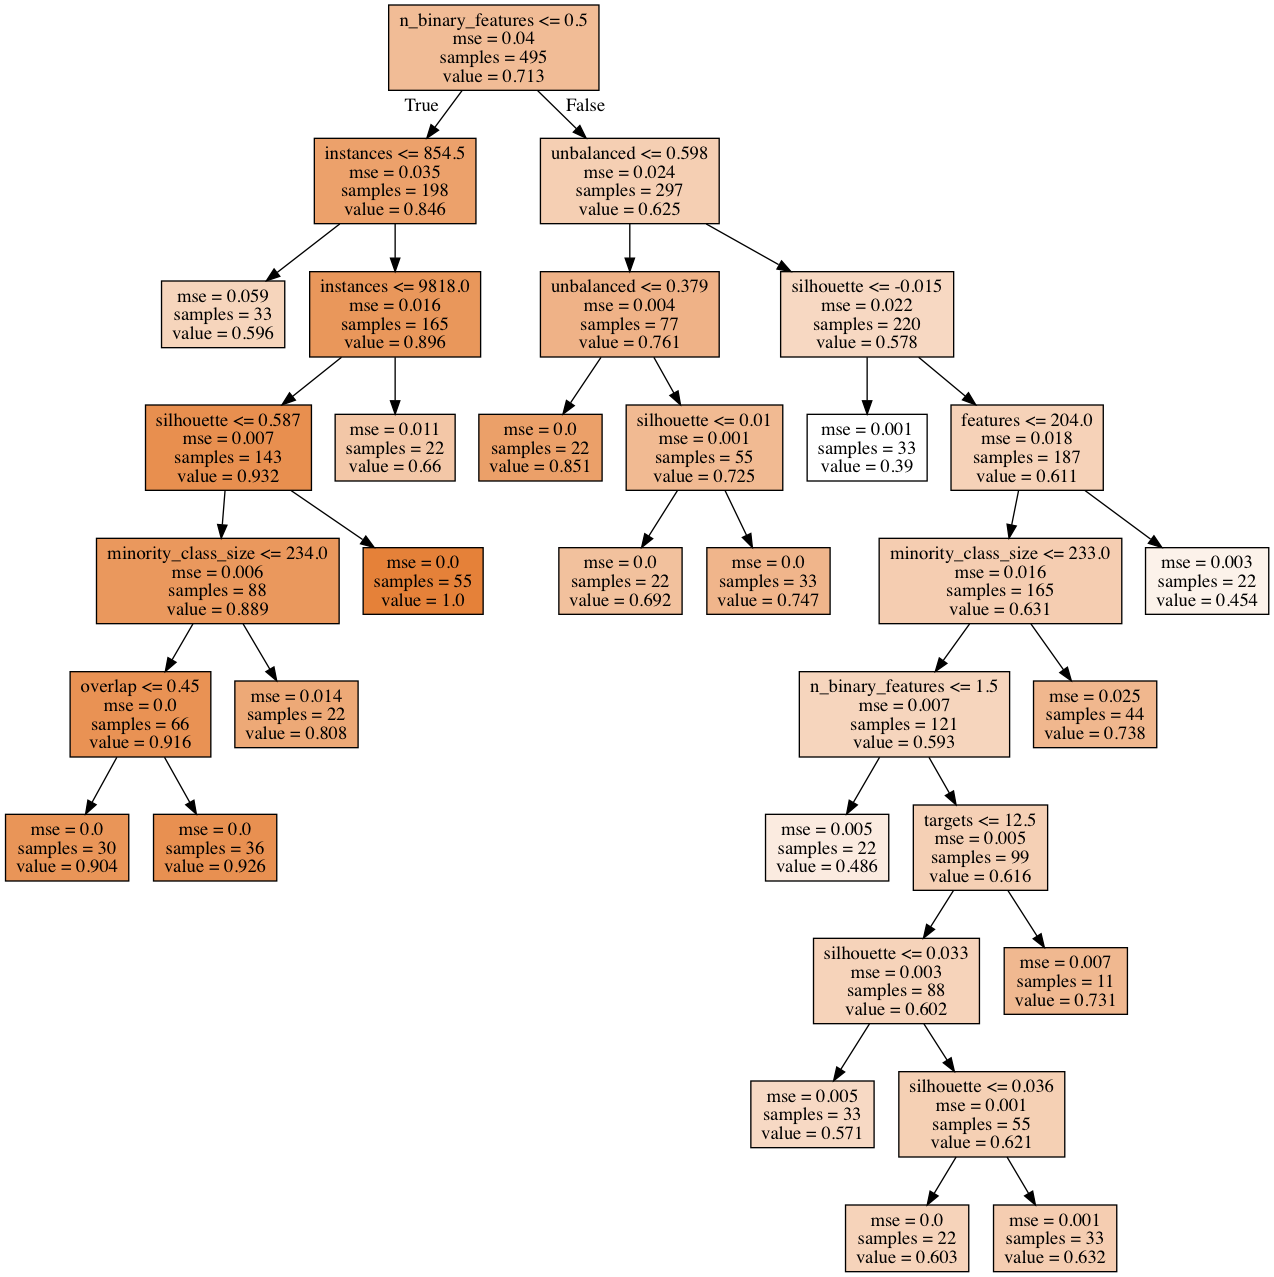 n_binary_features <= 0.5
mse = 0.04
samples = 495
value = 0.713
True
False
instances <= 854.5
mse = 0.035
samples = 198
value = 0.846
unbalanced <= 0.598
mse = 0.024
samples = 297
value = 0.625
mse = 0.059
samples = 33
value = 0.596
instances <= 9818.0
mse = 0.016
samples = 165
value = 0.896
unbalanced <= 0.379
mse = 0.004
samples = 77
value = 0.761
silhouette <= -0.015
mse = 0.022
samples = 220
value = 0.578
silhouette <= 0.587
mse = 0.007
samples = 143
value = 0.932
mse = 0.011
samples = 22
value = 0.66
mse = 0.0
samples = 22
value = 0.851
silhouette <= 0.01
mse = 0.001
samples = 55
value = 0.725
mse = 0.001
samples = 33
value = 0.39
features <= 204.0
mse = 0.018
samples = 187
value = 0.611
minority_class_size <= 234.0
mse = 0.006
samples = 88
value = 0.889
mse = 0.0
samples = 55
value = 1.0
mse = 0.0
samples = 22
value = 0.692
mse = 0.0
samples = 33
value = 0.747
minority_class_size <= 233.0
mse = 0.016
samples = 165
value = 0.631
mse = 0.003
samples = 22
value = 0.454
overlap <= 0.45
mse = 0.0
samples = 66
value = 0.916
mse = 0.014
samples = 22
value = 0.808
n_binary_features <= 1.5
mse = 0.007
samples = 121
value = 0.593
mse = 0.025
samples = 44
value = 0.738
mse = 0.0
samples = 30
value = 0.904
mse = 0.0
samples = 36
value = 0.926
mse = 0.005
samples = 22
value = 0.486
targets <= 12.5
mse = 0.005
samples = 99
value = 0.616
silhouette <= 0.033
mse = 0.003
samples = 88
value = 0.602
mse = 0.007
samples = 11
value = 0.731
mse = 0.005
samples = 33
value = 0.571
silhouette <= 0.036
mse = 0.001
samples = 55
value = 0.621
mse = 0.0
samples = 22
value = 0.603
mse = 0.001
samples = 33
value = 0.632